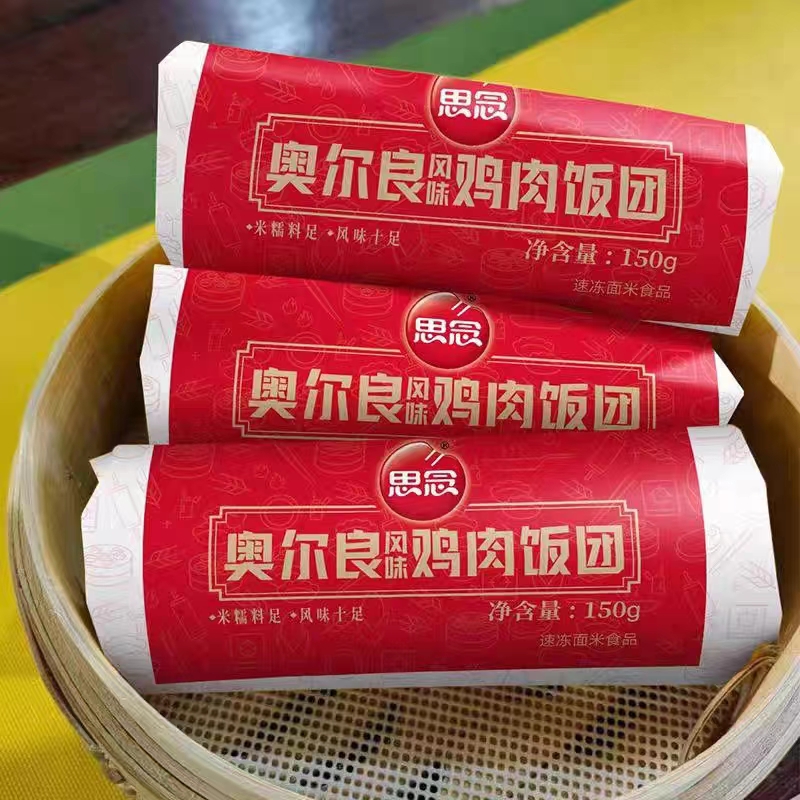 思念
奥尔良风味鸡肉饭团
米糯料足 风味十足
净含量：150g
速冻面米食品
思念®
奥尔良风味鸡肉饭团
思念®
奥尔良风味鸡肉饭团
米糯料足 风味十足
净含量：150g
速冻面米食品